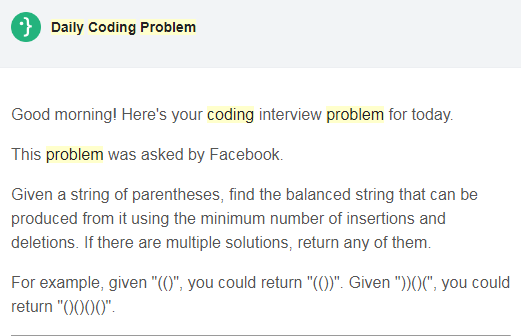 Daily Coding Problem
Good morning! Here's your coding interview problem for today.
This problem was asked by Facebook.
Given a string of parentheses, find the balanced string that can be
produced from it using the minimum number of insertions and
deletions. If there are multiple solutions, return any of them.
For example, given "(()", you could return "(())". Given "))()(", you could
return "()()()()".